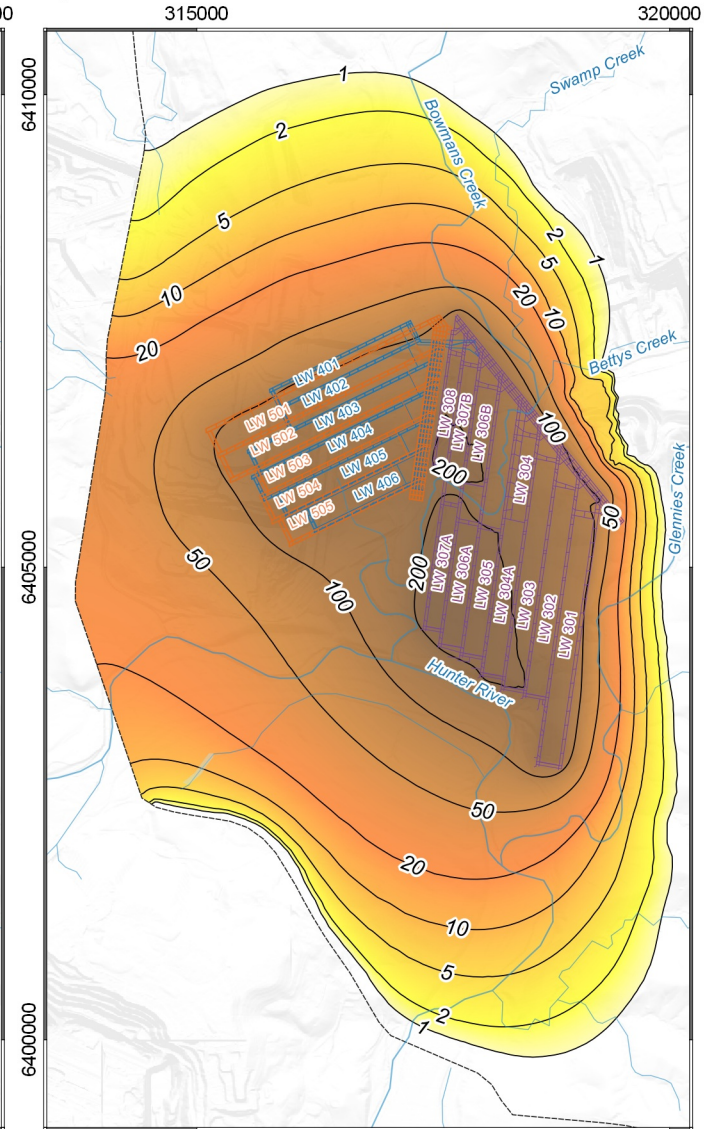 00
315000
320000
6410000
6405000
6400000
Swamp Creek
Bowmans Creek
Bettys Creek
Glennies Creek
Hunter River
1
2
5
10
20
2
1
5
20
10
100
50
200
200
50
100
50
20
10
5
2
1
LW 401
LW 402
LW 403
LW 404
LW 405
LW 406
LW 501
LW 502
LW 503
LW 504
LW 505
LW 308
LW 307B
LW 306B
LW 304
LW 307A
LW 306A
LW 305
LW 304A
LW 303
LW 302
LW 301